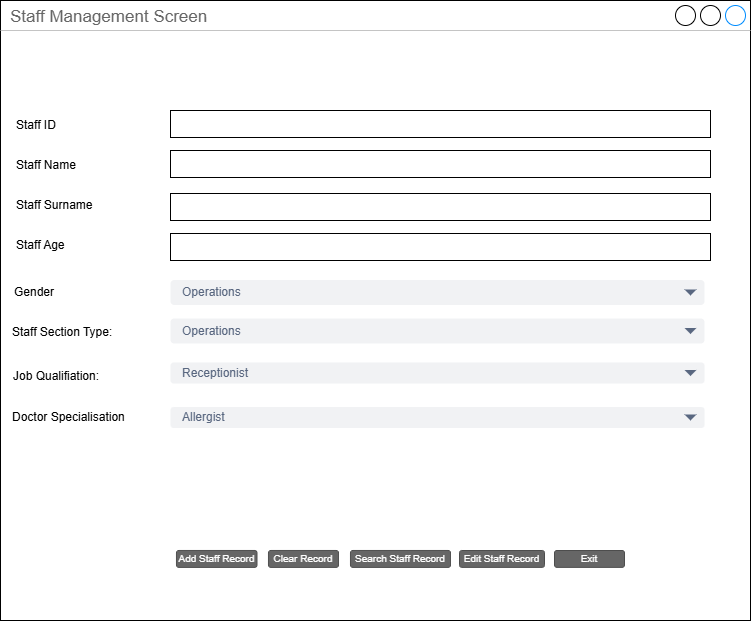 Staff Management Screen
Staff ID
Staff Name
Staff Surname
Staff Age
Gender Operations
Staff Section Type: Operations
Job Qualifiation: Receptionist
Doctor Specialisation Allergist
Add Staff Record Clear Record Search Staff Record Edit Staff Record Exit